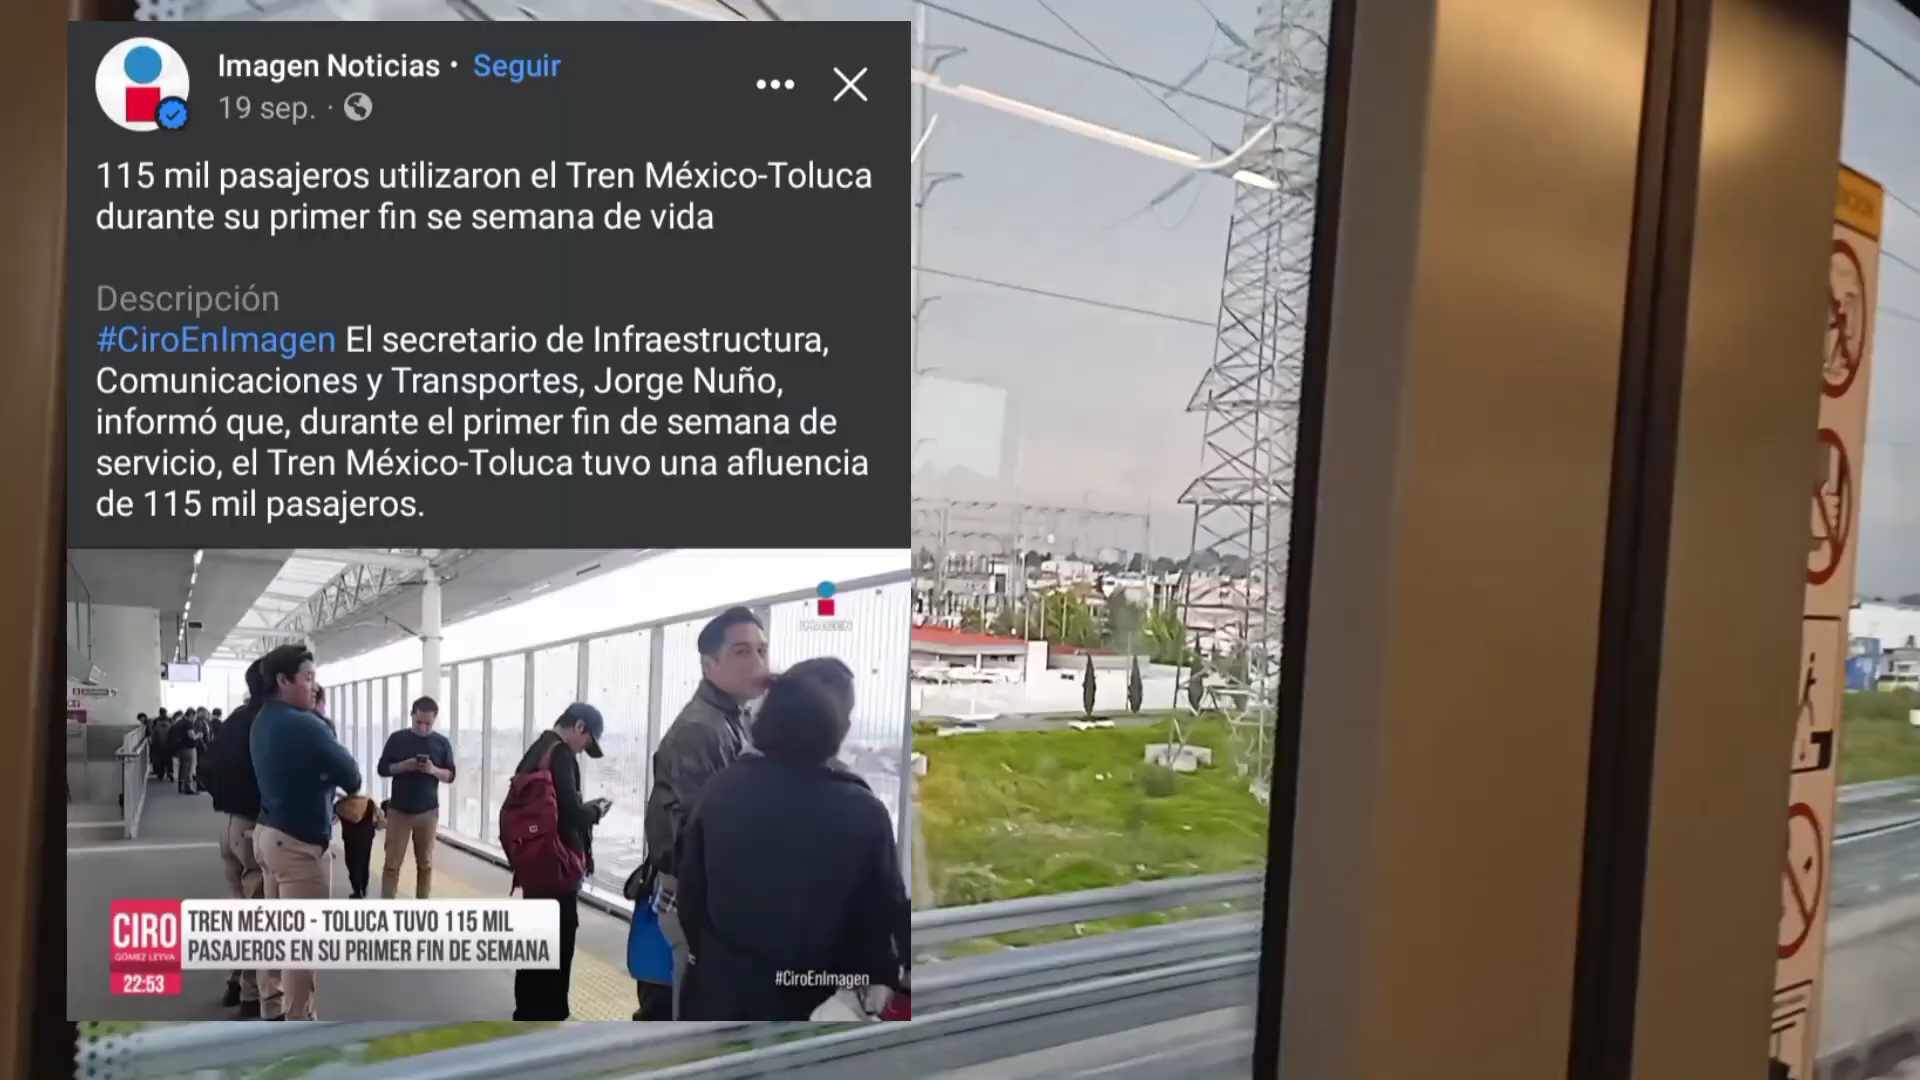 Imagen Noticias · Seguir
19 sep. ·
115 mil pasajeros utilizaron el Tren México-Toluca
durante su primer fin se semana de vida
Descripción
#CiroEnImagen El secretario de Infraestructura,
Comunicaciones y Transportes, Jorge Nuño,
informó que, durante el primer fin de semana de
servicio, el Tren México-Toluca tuvo una afluencia
de 115 mil pasajeros.
IMAGEN
CIRO
GÓMEZ LEYVA
22:53
TREN MÉXICO - TOLUCA TUVO 115 MIL
PASAJEROS EN SU PRIMER FIN DE SEMANA
#CiroEnImagen